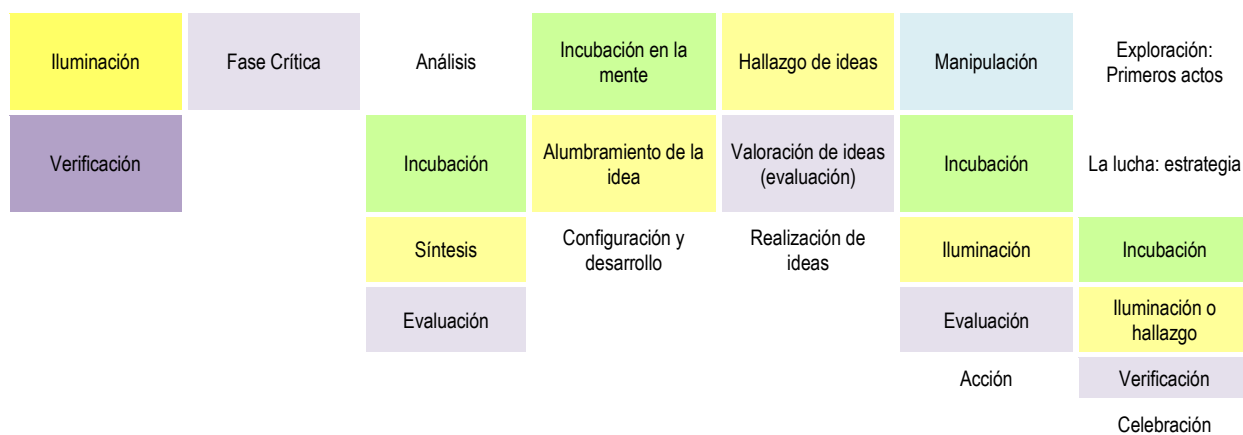 Iluminación
Fase Crítica
Análisis
Incubación en la
mente
Hallazgo de ideas
Manipulación
Exploración:
Primeros actos
Verificación
Incubación
Alumbramiento de la
idea
Valoración de ideas
(evaluación)
Incubación
La lucha: estrategia
Síntesis
Configuración y
desarrollo
Realización de
ideas
Iluminación
Incubación
Evaluación
Evaluación
Iluminación o
hallazgo
Acción
Verificación
Celebración